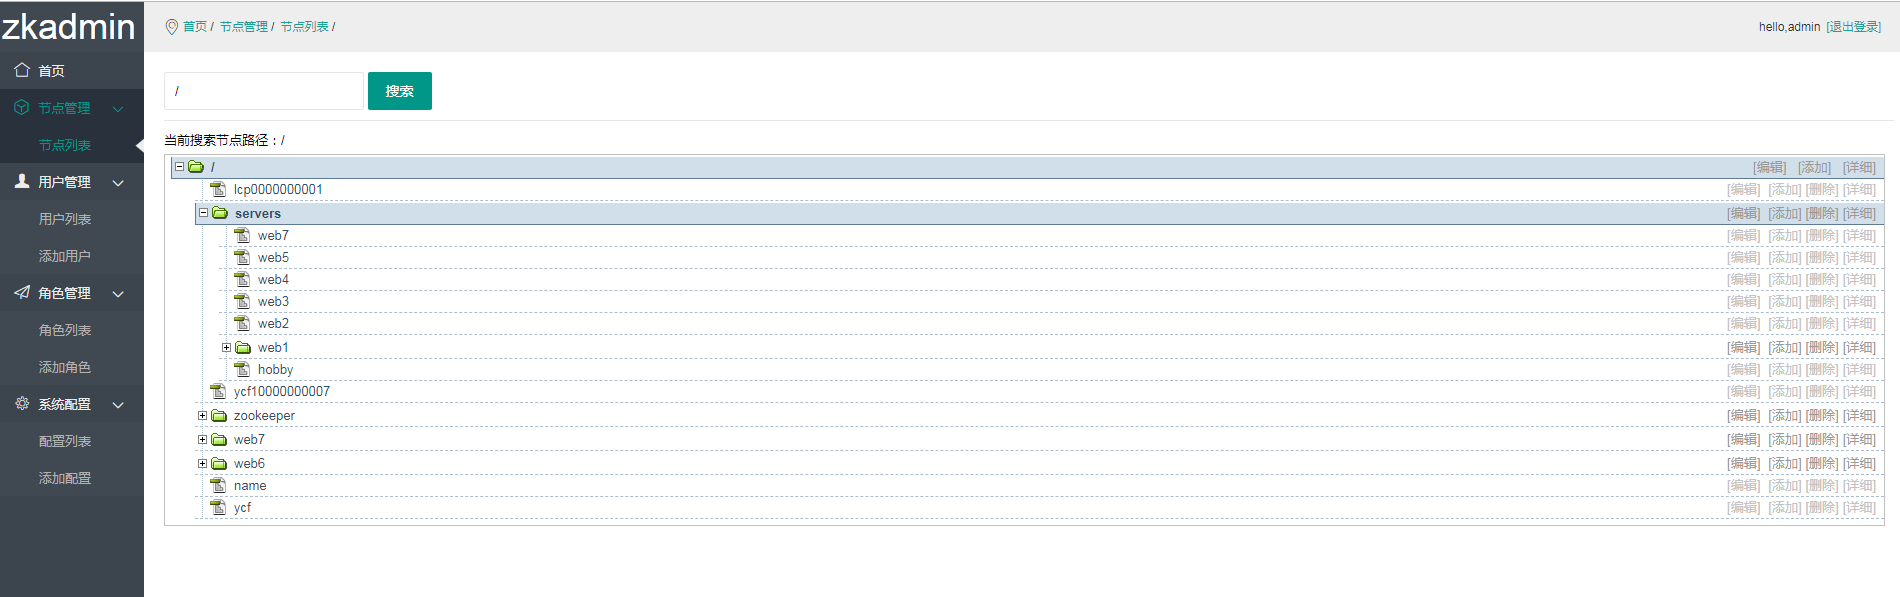 zkadmin
首页 / 节点管理 / 节点列表 /
hello,admin [退出登录]
首页
节点管理
节点列表
用户管理
用户列表
添加用户
角色管理
角色列表
添加角色
系统配置
配置列表
添加配置
/ 搜索
当前搜索节点路径：/
/ [编辑] [添加] [详细]
lcp0000000001 [编辑] [添加] [删除] [详细]
servers [编辑] [添加] [删除] [详细]
web7 [编辑] [添加] [删除] [详细]
web5 [编辑] [添加] [删除] [详细]
web4 [编辑] [添加] [删除] [详细]
web3 [编辑] [添加] [删除] [详细]
web2 [编辑] [添加] [删除] [详细]
web1 [编辑] [添加] [删除] [详细]
hobby [编辑] [添加] [删除] [详细]
ycf10000000007 [编辑] [添加] [删除] [详细]
zookeeper [编辑] [添加] [删除] [详细]
web7 [编辑] [添加] [删除] [详细]
web6 [编辑] [添加] [删除] [详细]
name [编辑] [添加] [删除] [详细]
ycf [编辑] [添加] [删除] [详细]